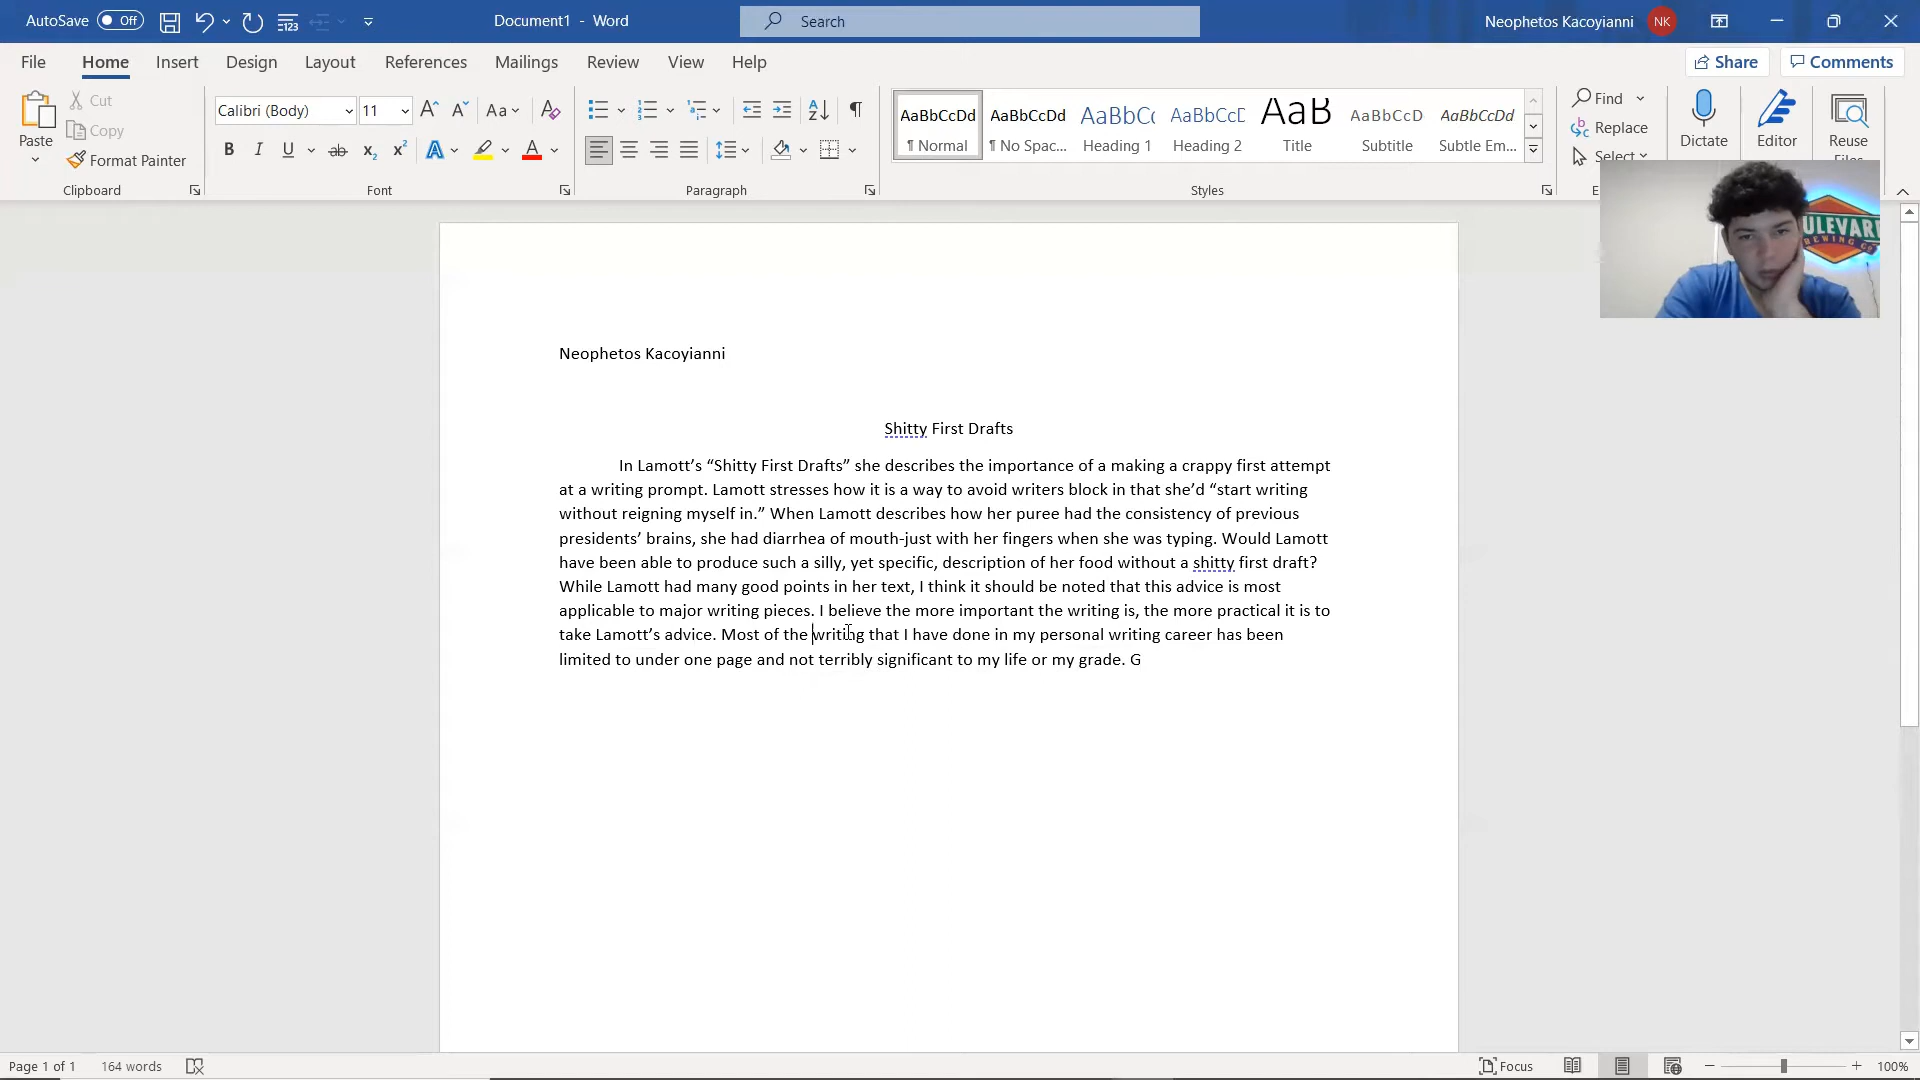 AutoSave Off Document1 - Word Search Neophetos Kacoyianni NK
File Home Insert Design Layout References Mailings Review View Help Share Comments
Paste Cut Copy Format Painter
Clipboard
Calibri (Body) 11 Aa
B I U ab x₂ x² A A
Font
Paragraph
AaBbCcDd AaBbCcDd AaBbCc AaBbCcD AaB AaBbCcD AaBbCcDd
¶ Normal ¶ No Spac... Heading 1 Heading 2 Title Subtitle Subtle Em...
Styles
Find
Replace
Select
Dictate Editor Reuse Files
ULEVARD
BREWING CO
Neophetos Kacoyianni
Shitty First Drafts
In Lamott’s “Shitty First Drafts” she describes the importance of a making a crappy first attempt
at a writing prompt. Lamott stresses how it is a way to avoid writers block in that she’d “start writing
without reigning myself in.” When Lamott describes how her puree had the consistency of previous
presidents’ brains, she had diarrhea of mouth-just with her fingers when she was typing. Would Lamott
have been able to produce such a silly, yet specific, description of her food without a shitty first draft?
While Lamott had many good points in her text, I think it should be noted that this advice is most
applicable to major writing pieces. I believe the more important the writing is, the more practical it is to
take Lamott’s advice. Most of the writing that I have done in my personal writing career has been
limited to under one page and not terribly significant to my life or my grade. G
Page 1 of 1 164 words Focus 100%